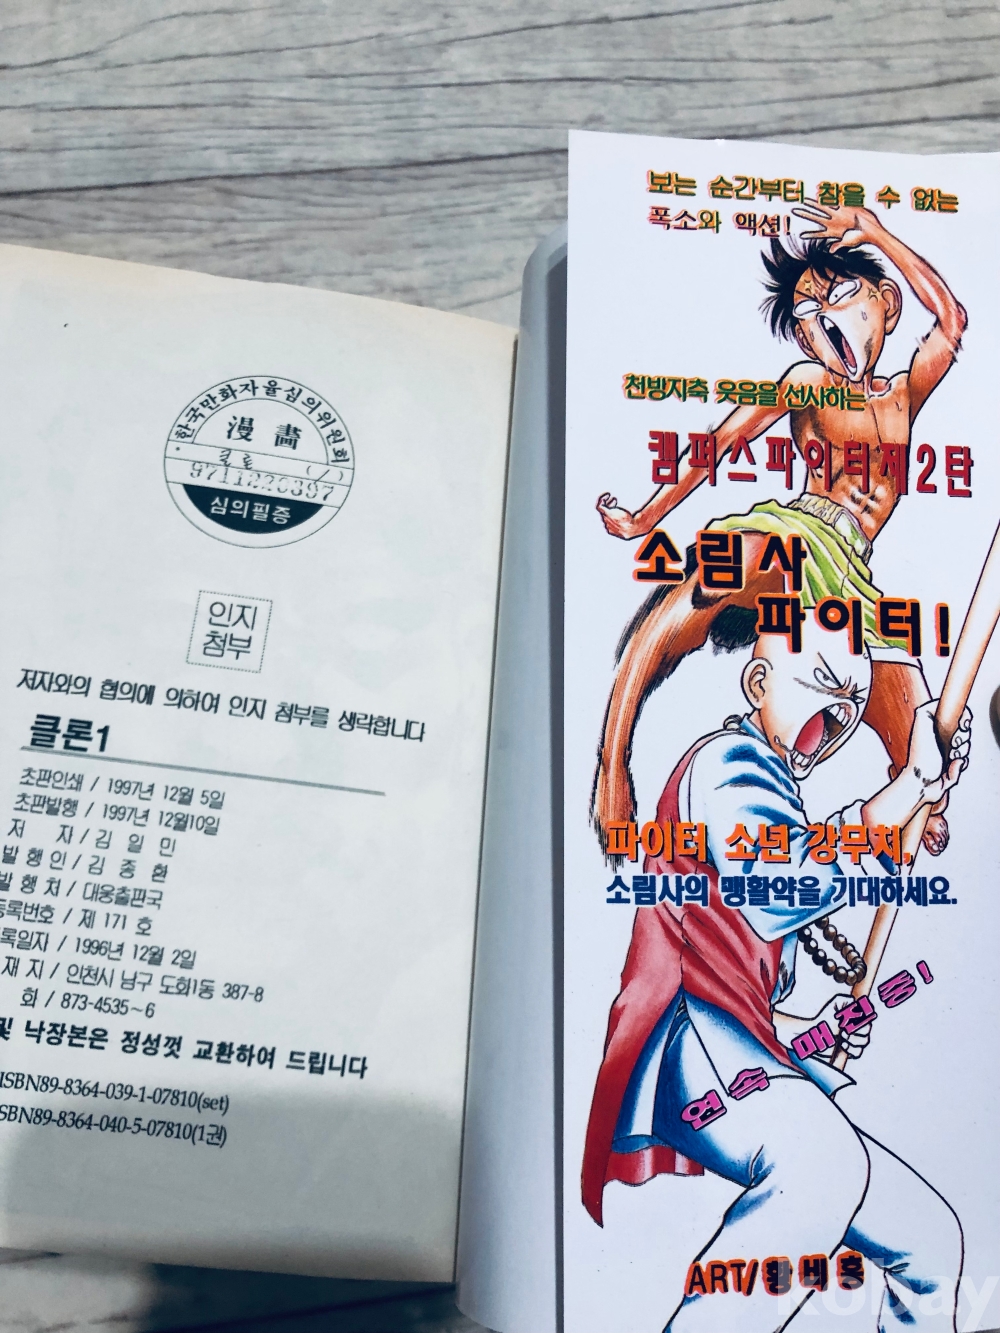 한국만화자율심의위원회
漫畵
클론 (1)
9711220397
심의필증
인지
첨부
저자와의 협의에 의하여 인지 첨부를 생략합니다
클론1
초판인쇄 / 1997년 12월 5일
초판발행 / 1997년 12월10일
저 자 / 김 일 민
발 행 인 / 김 종 환
발 행 처 / 대웅출판국
등록번호 / 제 171 호
록일자 / 1996년 12월 2일
재 지 / 인천시 남구 도화1동 387-8
화 / 873-4535~6
및 낙장본은 정성껏 교환하여 드립니다
ISBN89-8364-039-1-07810(set)
SBN89-8364-040-5-07810(1권)
보는 순간부터 참을 수 없는
폭소와 액션!
천방지축 웃음을 선사하는
캠퍼스파이터제2탄
소림사
파이터!
파이터 소년 강무처,
소림사의 맹활약을 기대하세요.
연속 매진중!
ART/황비홍
kobay